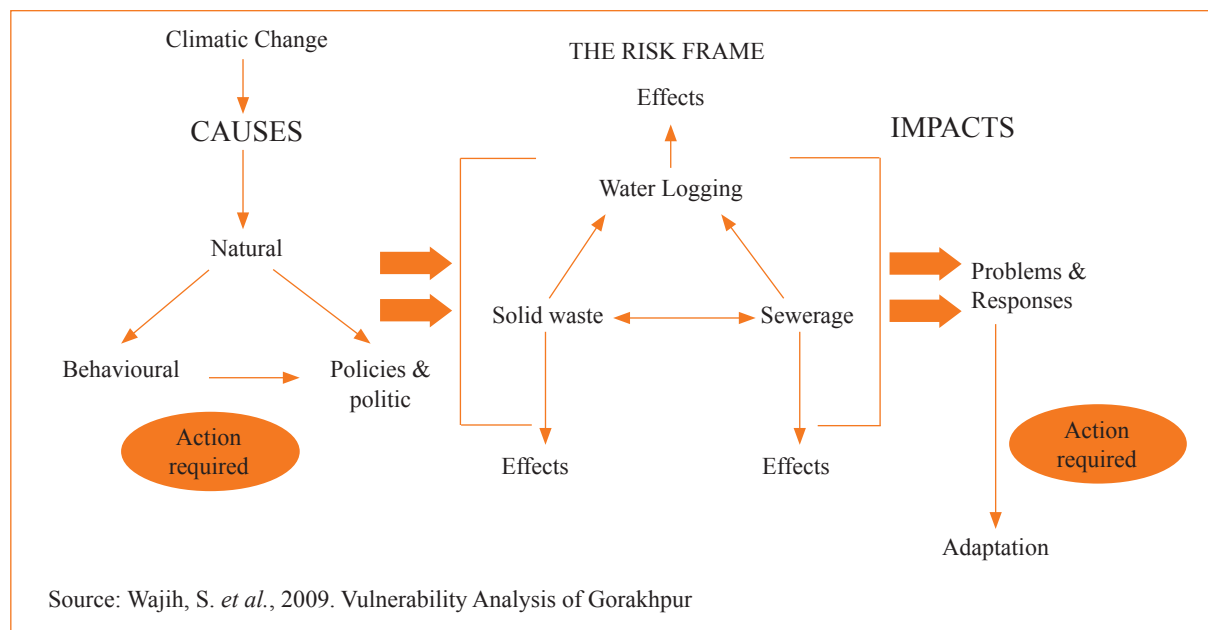 Climatic Change
THE RISK FRAME
Effects
CAUSES
IMPACTS
Water Logging
Natural
Problems &
Responses
Solid waste
Sewerage
Behavioural
Policies &
politic
Action
required
Action
required
Effects
Effects
Adaptation
Source: Wajih, S. et al., 2009. Vulnerability Analysis of Gorakhpur